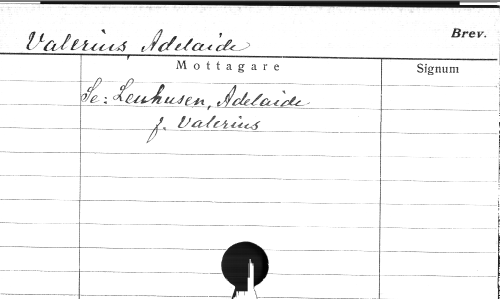 Brev.
Valerius, Adelaide
Mottagare
Signum
Se: Leuhusen, Adelaide
f. Valerius